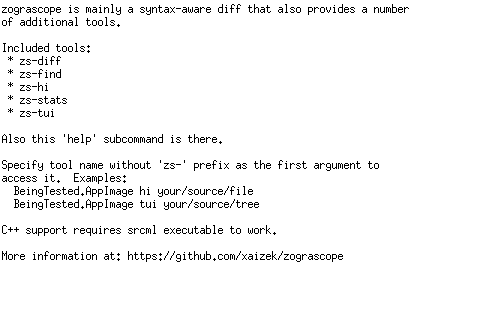 zograscope is mainly a syntax-aware diff that also provides a number
of additional tools.
Included tools:
* zs-diff
* zs-find
* zs-hi
* zs-stats
* zs-tui
Also this 'help' subcommand is there.
Specify tool name without 'zs-' prefix as the first argument to
access it.  Examples:
BeingTested.AppImage hi your/source/file
BeingTested.AppImage tui your/source/tree
C++ support requires srcml executable to work.
More information at: https://github.com/xaizek/zograscope